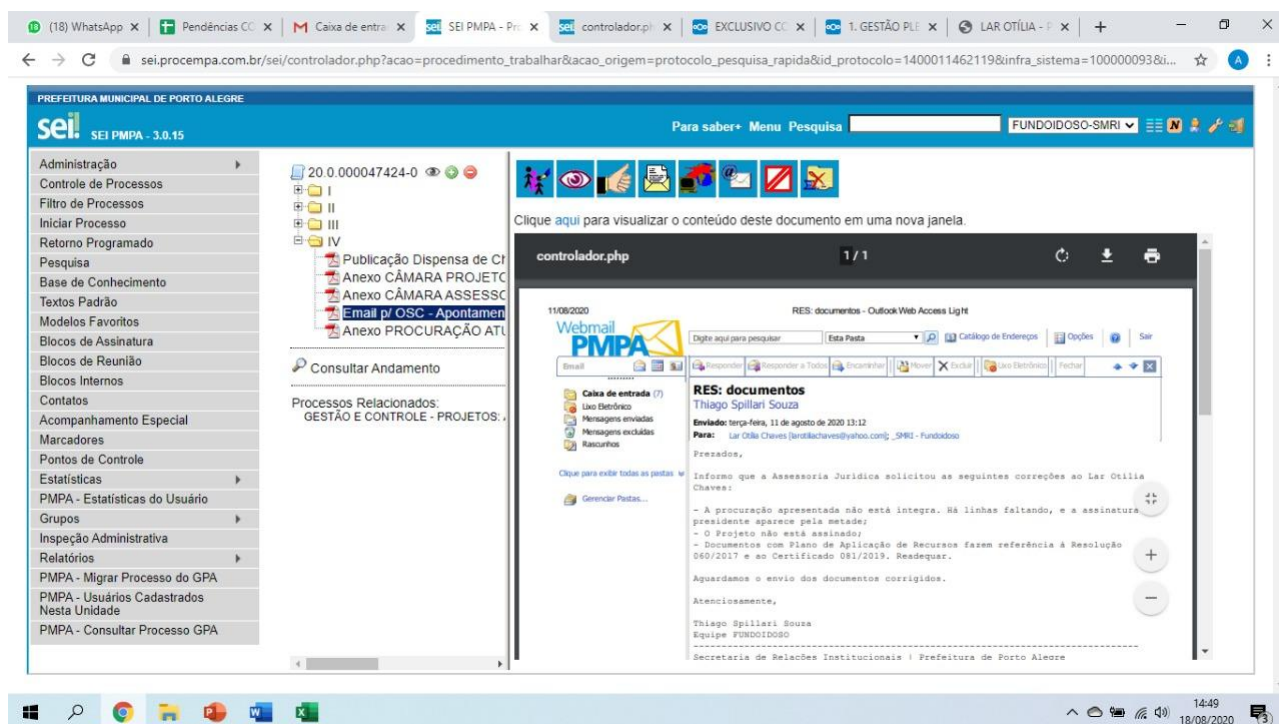 (18) WhatsApp
Pendências CC
Caixa de entra
SEI PMPA - Pro
controlador.ph
EXCLUSIVO CC
1. GESTÃO PLE
LAR OTÍLIA - P
sei.procempa.com.br/sei/controlador.php?acao=procedimento_trabalhar&acao_origem=protocolo_pesquisa_rapida&id_protocolo=1400011462119&infra_sistema=100000093&i...
A
PREFEITURA MUNICIPAL DE PORTO ALEGRE
sei! SEI PMPA - 3.0.15
Para saber+ Menu Pesquisa
FUNDOIDOSO-SMRI
N
Administração
Controle de Processos
Filtro de Processos
Iniciar Processo
Retorno Programado
Pesquisa
Base de Conhecimento
Textos Padrão
Modelos Favoritos
Blocos de Assinatura
Blocos de Reunião
Blocos Internos
Contatos
Acompanhamento Especial
Marcadores
Pontos de Controle
Estatísticas
PMPA - Estatísticas do Usuário
Grupos
Inspeção Administrativa
Relatórios
PMPA - Migrar Processo do GPA
PMPA - Usuários Cadastrados
Nesta Unidade
PMPA - Consultar Processo GPA
20.0.000047424-0
I
II
III
IV
Publicação Dispensa de Ch
Anexo CÂMARA PROJETO
Anexo CÂMARA ASSESSO
Email p/ OSC - Apontamen
Anexo PROCURAÇÃO ATU
Consultar Andamento
Processos Relacionados:
GESTÃO E CONTROLE - PROJETOS:
Clique aqui para visualizar o conteúdo deste documento em uma nova janela.
controlador.php
1 / 1
11/08/2020
RES: documentos - Outlook Web Access Light
Webmail
PMPA
Digite aqui para pesquisar
Esta Pasta
Catálogo de Endereços
Opções
Sair
Email
Responder
Responder a Todos
Encaminhar
Mover
Excluir
Lixo Eletrônico
Fechar
Caixa de entrada (7)
Lixo Eletrônico
Mensagens enviadas
Mensagens excluídas
Rascunhos
Clique para exibir todas as pastas
Gerenciar Pastas...
RES: documentos
Thiago Spillari Souza
Enviado: terça-feira, 11 de agosto de 2020 13:12
Para: Lar Otilia Chaves [larotiliachaves@yahoo.com]; _SMRI - Fundoidoso
Prezados,
Informo que a Assessoria Jurídica solicitou as seguintes correções ao Lar Otilia
Chaves:
- A procuração apresentada não está íntegra. Há linhas faltando, e a assinatura
presidente aparece pela metade;
- O Projeto não está assinado;
- Documentos com Plano de Aplicação de Recursos fazem referência à Resolução
060/2017 e ao Certificado 081/2019. Readequar.
Aguardamos o envio dos documentos corrigidos.
Atenciosamente,
Thiago Spillari Souza
Equipe FUNDOIDOSO
Secretaria de Relações Institucionais | Prefeitura de Porto Alegre
14:49
18/08/2020